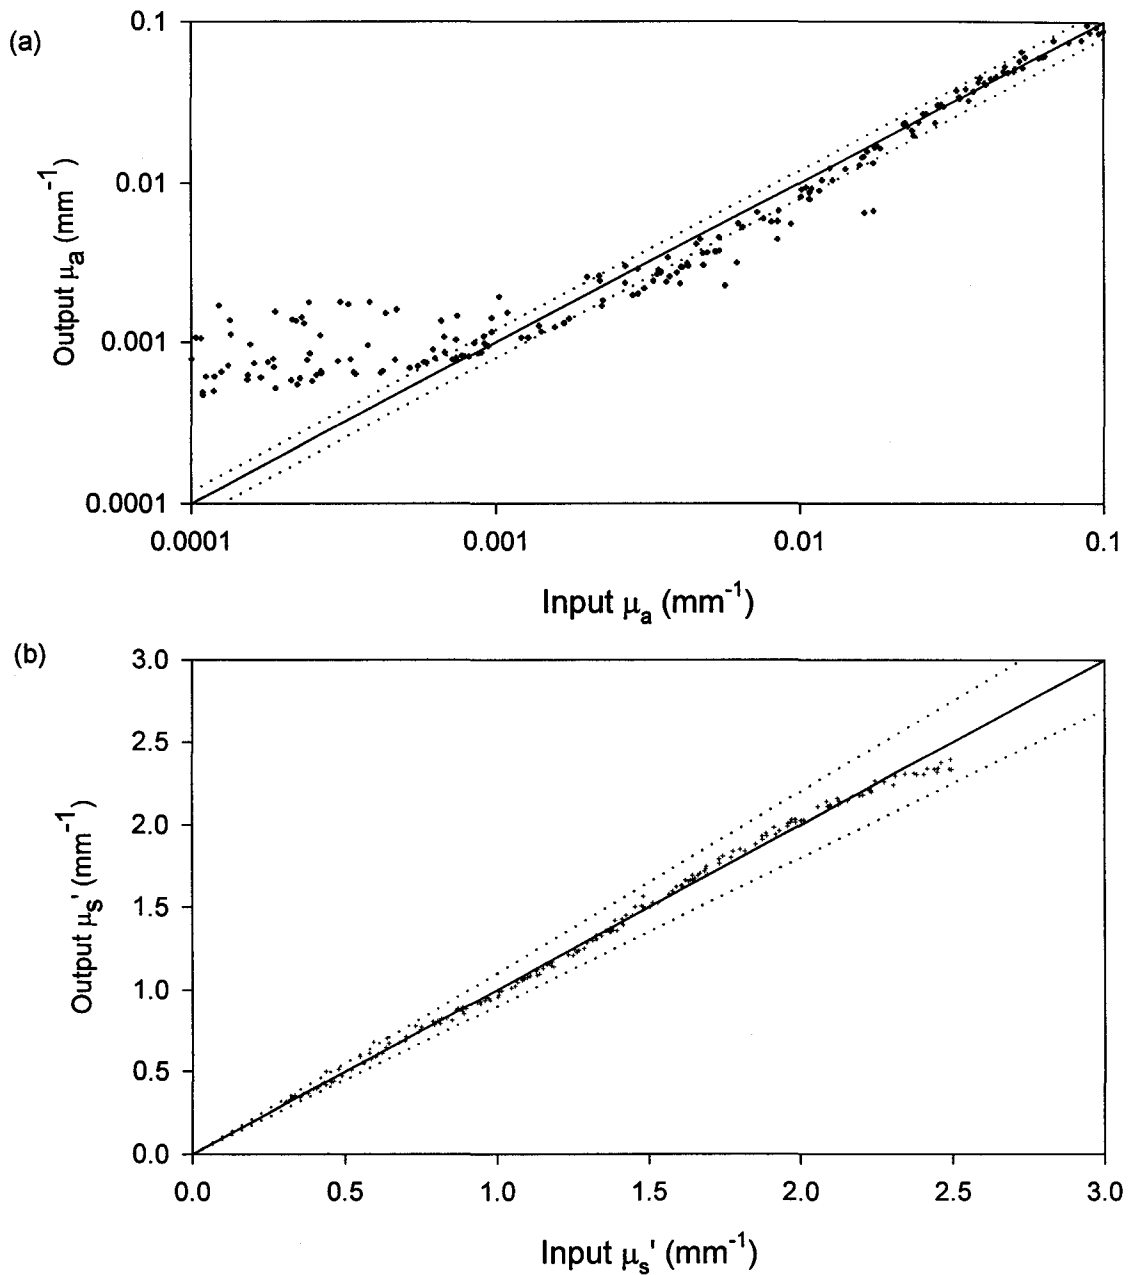 (a)
0.1
0.01
0.001
0.0001
Output μa (mm-1)
0.0001 0.001 0.01 0.1
Input μa (mm-1)
(b)
3.0
2.5
2.0
1.5
1.0
0.5
0.0
Output μs' (mm-1)
0.0 0.5 1.0 1.5 2.0 2.5 3.0
Input μs' (mm-1)